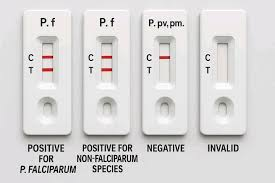 P. f
P. f
P. pv, pm.
C
T
C
T
C
T
C
T
POSITIVE
FOR
P. FALCIPARUM
POSITIVE FOR
NON-FALCIPARUM
SPECIES
NEGATIVE
INVALID